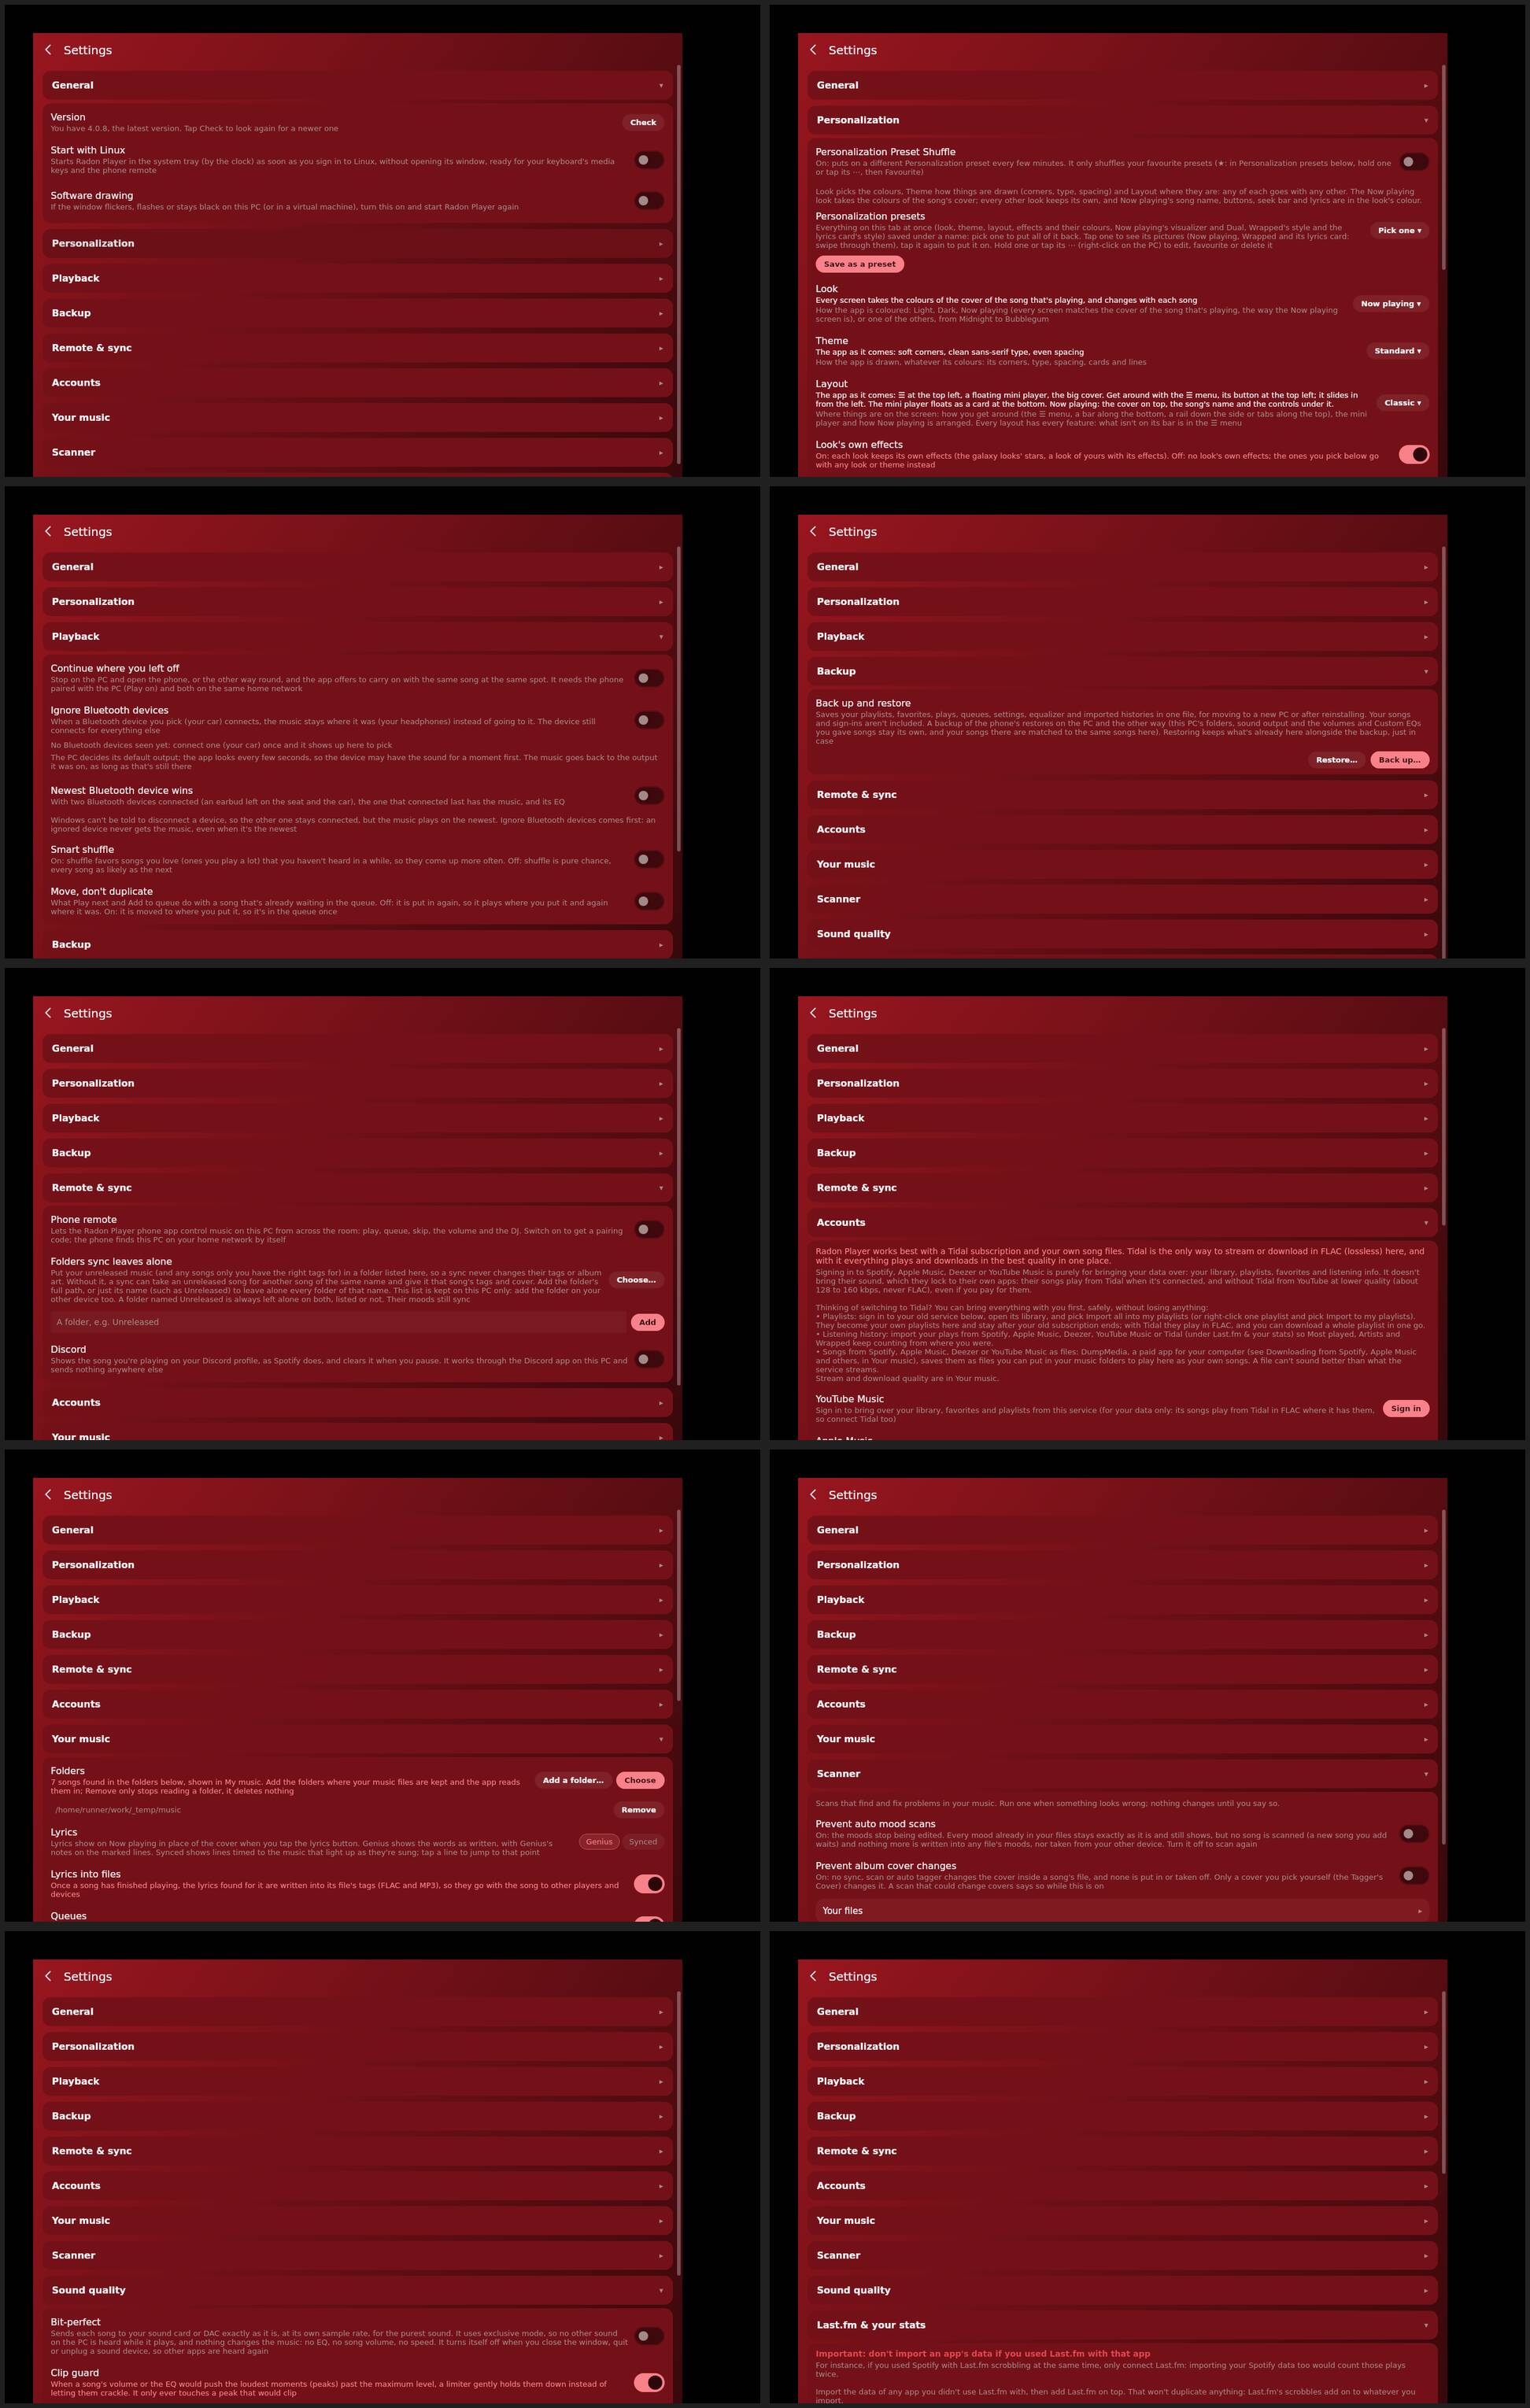 Settings
General
Version
You have 4.0.8, the latest version. Tap Check to look again for a newer one
Check
Start with Linux
Starts Radon Player in the system tray (by the clock) as soon as you sign in to Linux, without opening its window, ready for your keyboard's media
keys and the phone remote
Software drawing
If the window flickers, flashes or stays black on this PC (or in a virtual machine), turn this on and start Radon Player again
Personalization
Playback
Backup
Remote & sync
Accounts
Your music
Scanner
Settings
General
Personalization
Personalization Preset Shuffle
On: puts on a different Personalization preset every few minutes. It only shuffles your favourite presets (★: in Personalization presets below, hold one
or tap its ⋯, then Favourite)
Look picks the colours, Theme how things are drawn (corners, type, spacing) and Layout where they are: any of each goes with any other. The Now playing
look takes the colours of the song's cover; every other look keeps its own, and Now playing's song name, buttons, seek bar and lyrics are in the look's colour.
Personalization presets
Everything on this tab at once (look, theme, layout, effects and their colours, Now playing's visualizer and Dual, Wrapped's style and the
lyrics card's style) saved under a name: pick one to put all of it back. Tap one to see its pictures (Now playing, Wrapped and its lyrics card:
swipe through them), tap it again to put it on. Hold one or tap its ⋯ (right-click on the PC) to edit, favourite or delete it
Pick one ▾
Save as a preset
Look
Every screen takes the colours of the cover of the song that's playing, and changes with each song
How the app is coloured: Light, Dark, Now playing (every screen matches the cover of the song that's playing, the way the Now playing
screen is), or one of the others, from Midnight to Bubblegum
Now playing ▾
Theme
The app as it comes: soft corners, clean sans-serif type, even spacing
How the app is drawn, whatever its colours: its corners, type, spacing, cards and lines
Standard ▾
Layout
The app as it comes: ☰ at the top left, a floating mini player, the big cover. Get around with the ☰ menu, its button at the top left; it slides in
from the left. The mini player floats as a card at the bottom. Now playing: the cover on top, the song's name and the controls under it.
Where things are on the screen: how you get around (the ☰ menu, a bar along the bottom, a rail down the side or tabs along the top), the mini
player and how Now playing is arranged. Every layout has every feature: what isn't on its bar is in the ☰ menu
Classic ▾
Look's own effects
On: each look keeps its own effects (the galaxy looks' stars, a look of yours with its effects). Off: no look's own effects; the ones you pick below go
with any look or theme instead
Settings
General
Personalization
Playback
Continue where you left off
Stop on the PC and open the phone, or the other way round, and the app offers to carry on with the same song at the same spot. It needs the phone
paired with the PC (Play on) and both on the same home network
Ignore Bluetooth devices
When a Bluetooth device you pick (your car) connects, the music stays where it was (your headphones) instead of going to it. The device still
connects for everything else
No Bluetooth devices seen yet: connect one (your car) once and it shows up here to pick
The PC decides its default output; the app looks every few seconds, so the device may have the sound for a moment first. The music goes back to the output
it was on, as long as that's still there
Newest Bluetooth device wins
With two Bluetooth devices connected (an earbud left on the seat and the car), the one that connected last has the music, and its EQ
Windows can't be told to disconnect a device, so the other one stays connected, but the music plays on the newest. Ignore Bluetooth devices comes first: an
ignored device never gets the music, even when it's the newest
Smart shuffle
On: shuffle favors songs you love (ones you play a lot) that you haven't heard in a while, so they come up more often. Off: shuffle is pure chance,
every song as likely as the next
Move, don't duplicate
What Play next and Add to queue do with a song that's already waiting in the queue. Off: it is put in again, so it plays where you put it and again
where it was. On: it is moved to where you put it, so it's in the queue once
Backup
Settings
General
Personalization
Playback
Backup
Back up and restore
Saves your playlists, favorites, plays, queues, settings, equalizer and imported histories in one file, for moving to a new PC or after reinstalling. Your songs
and sign-ins aren't included. A backup of the phone's restores on the PC and the other way (this PC's folders, sound output and the volumes and Custom EQs
you gave songs stay its own, and your songs there are matched to the same songs here). Restoring keeps what's already here alongside the backup, just in
case
Restore...
Back up...
Remote & sync
Accounts
Your music
Scanner
Sound quality
Settings
General
Personalization
Playback
Backup
Remote & sync
Phone remote
Lets the Radon Player phone app control music on this PC from across the room: play, queue, skip, the volume and the DJ. Switch on to get a pairing
code; the phone finds this PC on your home network by itself
Folders sync leaves alone
Put your unreleased music (and any songs only you have the right tags for) in a folder listed here, so a sync never changes their tags or album
art. Without it, a sync can take an unreleased song for another song of the same name and give it that song's tags and cover. Add the folder's
full path, or just its name (such as Unreleased) to leave alone every folder of that name. This list is kept on this PC only: add the folder on your
other device too. A folder named Unreleased is always left alone on both, listed or not. Their moods still sync
Choose...
A folder, e.g. Unreleased
Add
Discord
Shows the song you're playing on your Discord profile, as Spotify does, and clears it when you pause. It works through the Discord app on this PC and
sends nothing anywhere else
Accounts
Your music
Settings
General
Personalization
Playback
Backup
Remote & sync
Accounts
Radon Player works best with a Tidal subscription and your own song files. Tidal is the only way to stream or download in FLAC (lossless) here, and
with it everything plays and downloads in the best quality in one place.
Signing in to Spotify, Apple Music, Deezer or YouTube Music is purely for bringing your data over: your library, playlists, favorites and listening info. It doesn't
bring their sound, which they lock to their own apps: their songs play from Tidal when it's connected, and without Tidal from YouTube at lower quality (about
128 to 160 kbps, never FLAC), even if you pay for them.
Thinking of switching to Tidal? You can bring everything with you first, safely, without losing anything:
• Playlists: sign in to your old service below, open its library, and pick Import all into my playlists (or right-click one playlist and pick Import to my playlists).
They become your own playlists here and stay after your old subscription ends; with Tidal they play in FLAC, and you can download a whole playlist in one go.
• Listening history: import your plays from Spotify, Apple Music, Deezer, YouTube Music or Tidal (under Last.fm & your stats) so Most played, Artists and
Wrapped keep counting from where you were.
• Songs from Spotify, Apple Music, Deezer or YouTube Music as files: DumpMedia, a paid app for your computer (see Downloading from Spotify, Apple Music
and others, in Your music), saves them as files you can put in your music folders to play here as your own songs. A file can't sound better than what the
service streams.
Stream and download quality are in Your music.
YouTube Music
Sign in to bring over your library, favorites and playlists from this service (for your data only: its songs play from Tidal in FLAC where it has them,
so connect Tidal too)
Sign in
Apple Music
Settings
General
Personalization
Playback
Backup
Remote & sync
Accounts
Your music
Folders
7 songs found in the folders below, shown in My music. Add the folders where your music files are kept and the app reads
them in; Remove only stops reading a folder, it deletes nothing
Add a folder...
Choose
/home/runner/work/_temp/music
Remove
Lyrics
Lyrics show on Now playing in place of the cover when you tap the lyrics button. Genius shows the words as written, with Genius's
notes on the marked lines. Synced shows lines timed to the music that light up as they're sung; tap a line to jump to that point
Genius
Synced
Lyrics into files
Once a song has finished playing, the lyrics found for it are written into its file's tags (FLAC and MP3), so they go with the song to other players and
devices
Queues
Settings
General
Personalization
Playback
Backup
Remote & sync
Accounts
Your music
Scanner
Scans that find and fix problems in your music. Run one when something looks wrong; nothing changes until you say so.
Prevent auto mood scans
On: the moods stop being edited. Every mood already in your files stays exactly as it is and still shows, but no song is scanned (a new song you add
waits) and nothing more is written into any file's moods, nor taken from your other device. Turn it off to scan again
Prevent album cover changes
On: no sync, scan or auto tagger changes the cover inside a song's file, and none is put in or taken off. Only a cover you pick yourself (the Tagger's
Cover) changes it. A scan that could change covers says so while this is on
Your files
Settings
General
Personalization
Playback
Backup
Remote & sync
Accounts
Your music
Scanner
Sound quality
Bit-perfect
Sends each song to your sound card or DAC exactly as it is, at its own sample rate, for the purest sound. It uses exclusive mode, so no other sound
on the PC is heard while it plays, and nothing changes the music: no EQ, no song volume, no speed. It turns itself off when you close the window, quit
or unplug a sound device, so other apps are heard again
Clip guard
When a song's volume or the EQ would push the loudest moments (peaks) past the maximum level, a limiter gently holds them down instead of
letting them crackle. It only ever touches a peak that would clip
Settings
General
Personalization
Playback
Backup
Remote & sync
Accounts
Your music
Scanner
Sound quality
Last.fm & your stats
Important: don't import an app's data if you used Last.fm with that app
For instance, if you used Spotify with Last.fm scrobbling at the same time, only connect Last.fm: importing your Spotify data too would count those plays
twice.
Import the data of any app you didn't use Last.fm with, then add Last.fm on top. That won't duplicate anything: Last.fm's scrobbles add on to whatever you
import.